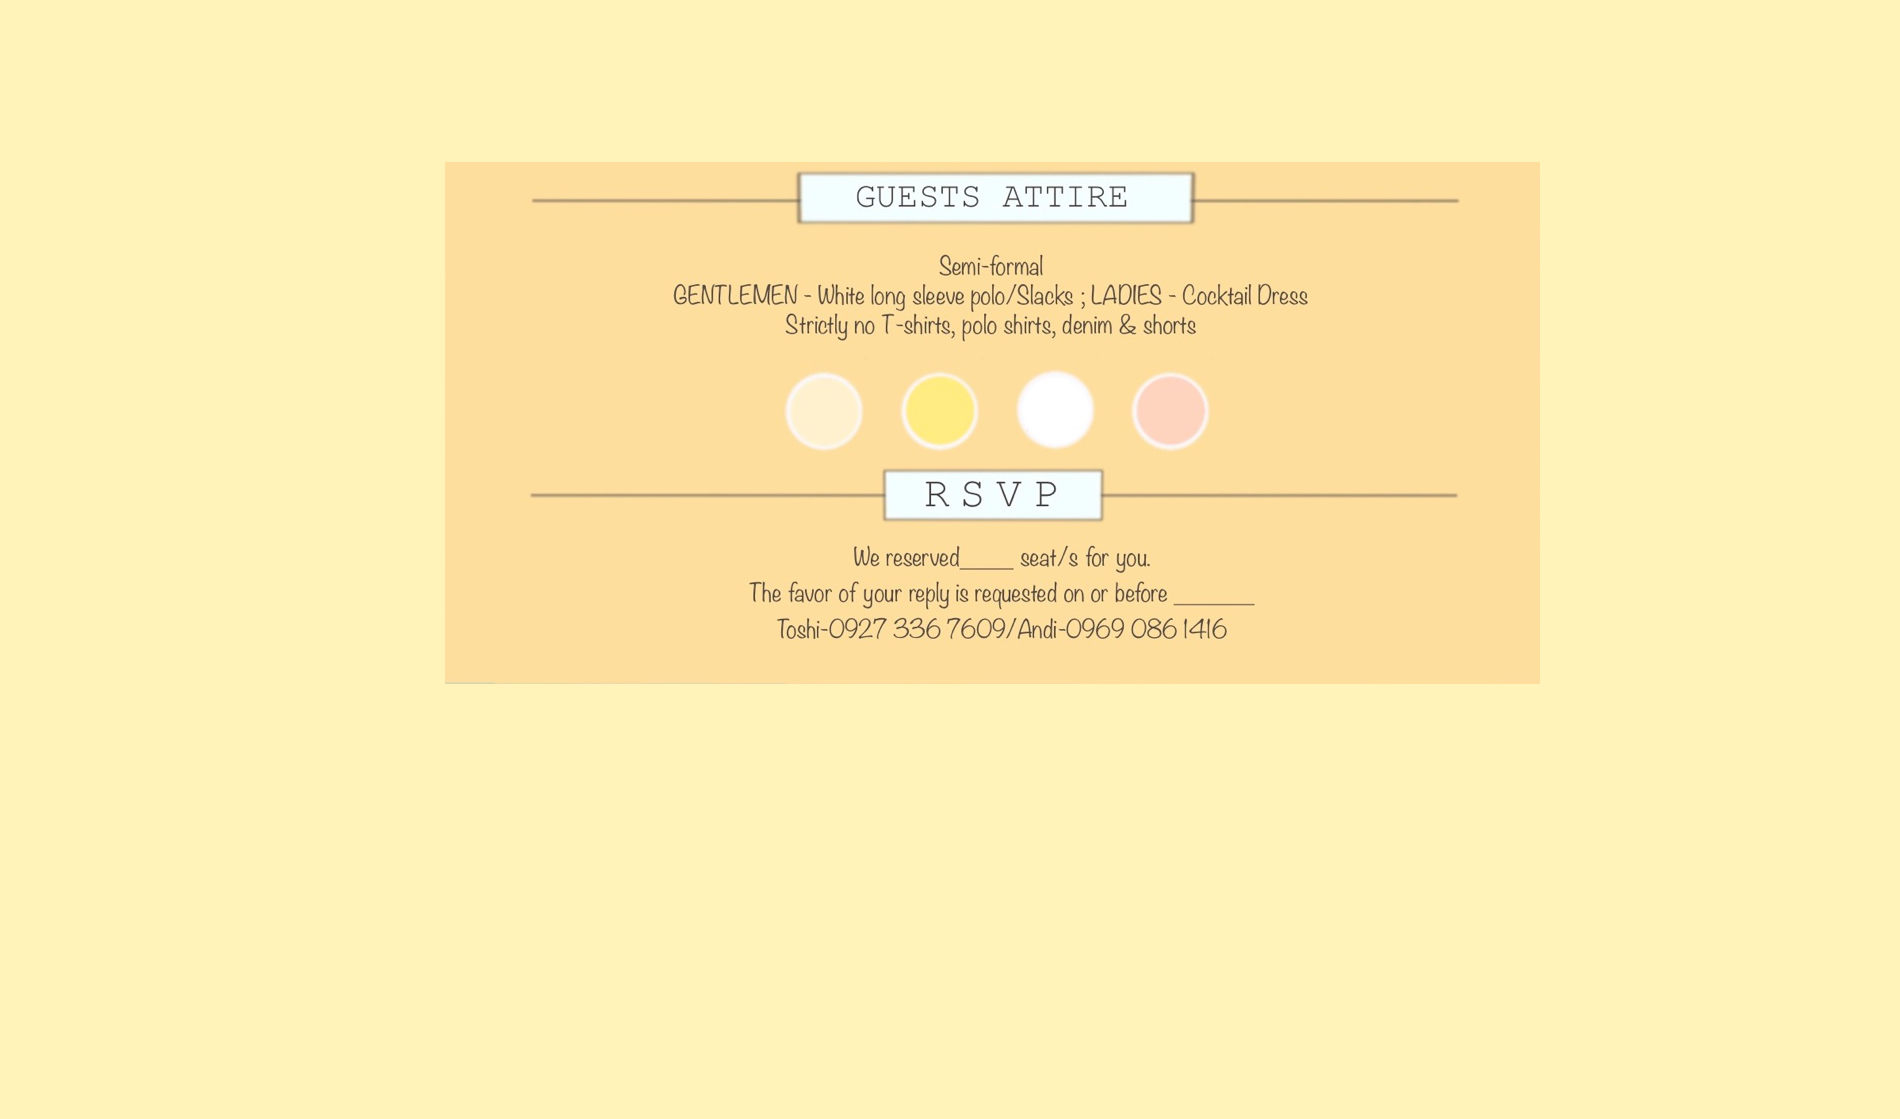 GUESTS ATTIRE
Semi-formal
GENTLEMEN - White long sleeve polo/Slacks ; LADIES - Cocktail Dress
Strictly no T-shirts, polo shirts, denim & shorts
RSVP
We reserved____ seat/s for you.
The favor of your reply is requested on or before ______
Toshi-0927 336 7609/Andi-0969 086 1416